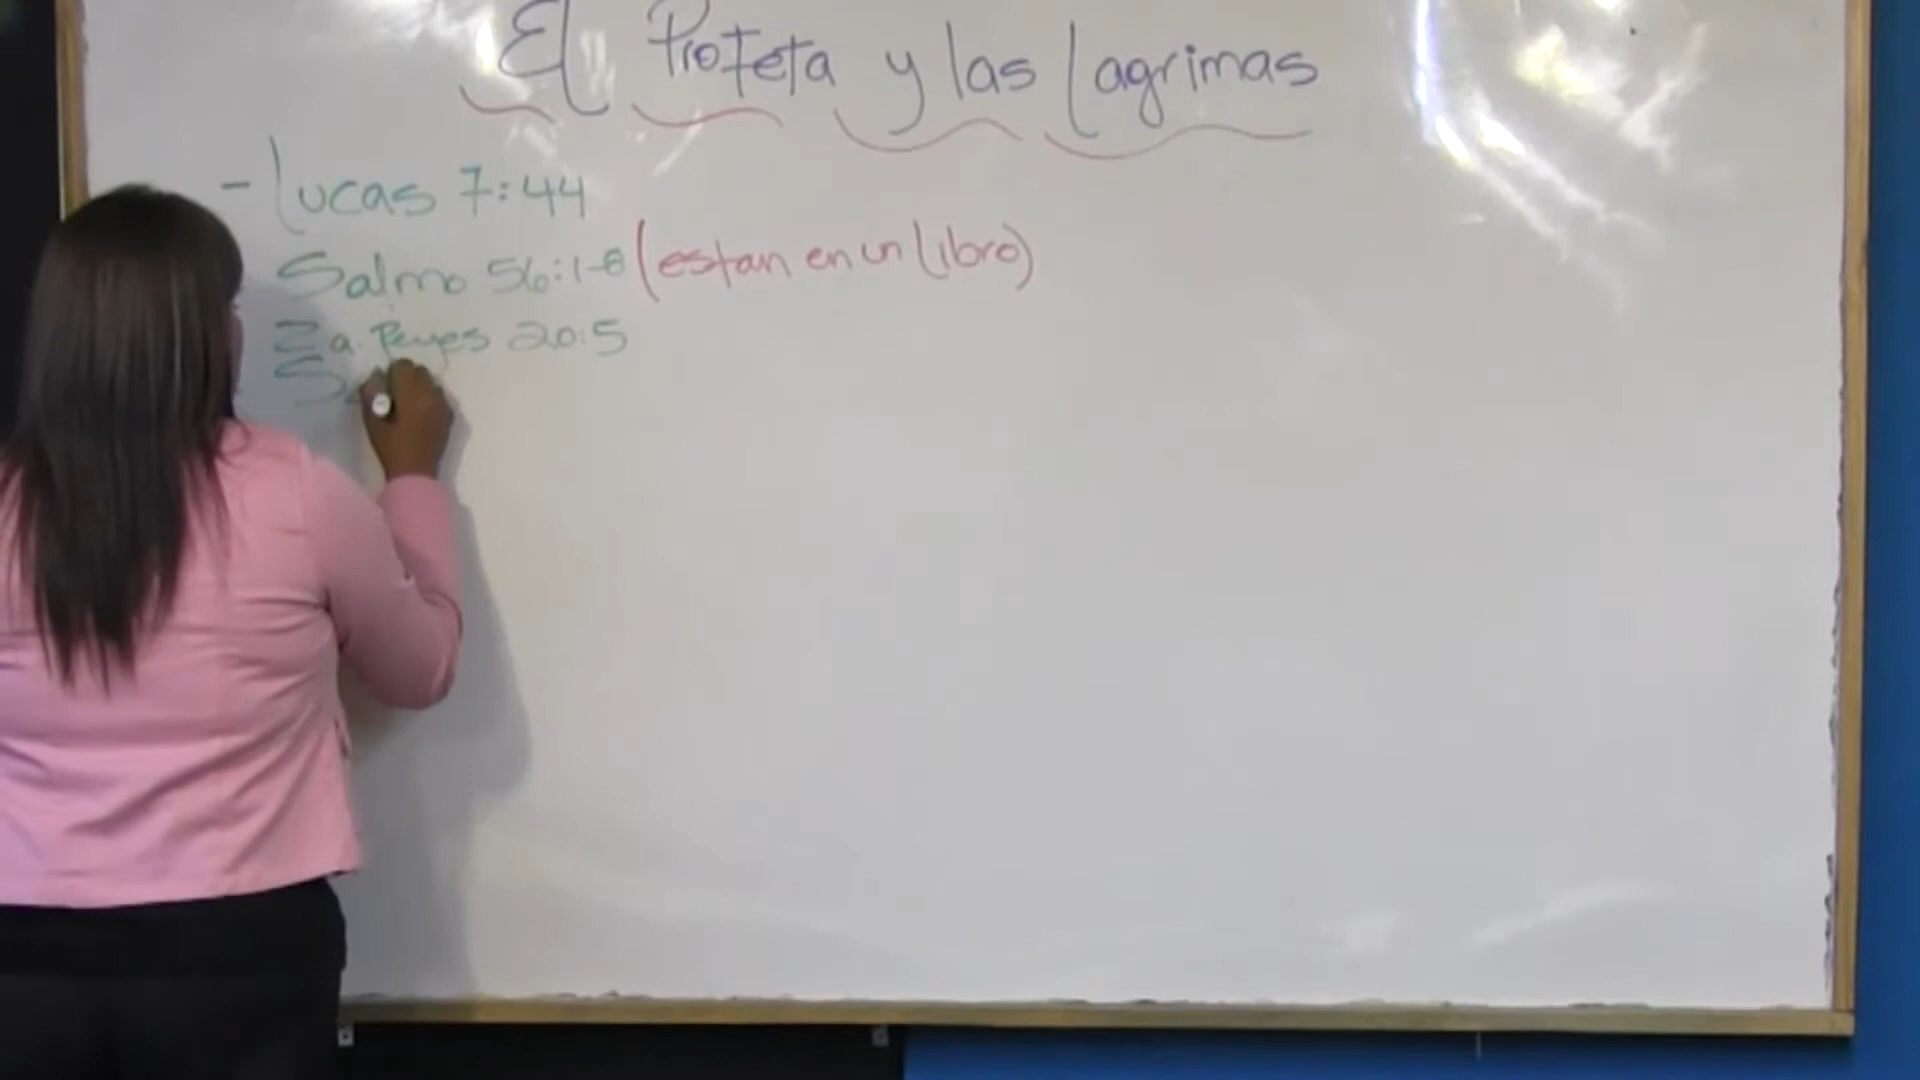 El Profeta y las Lagrimas
- Lucas 7:44
Salmo 56:1-8 (estan en un Libro)
2a. Reyes 20:5
S